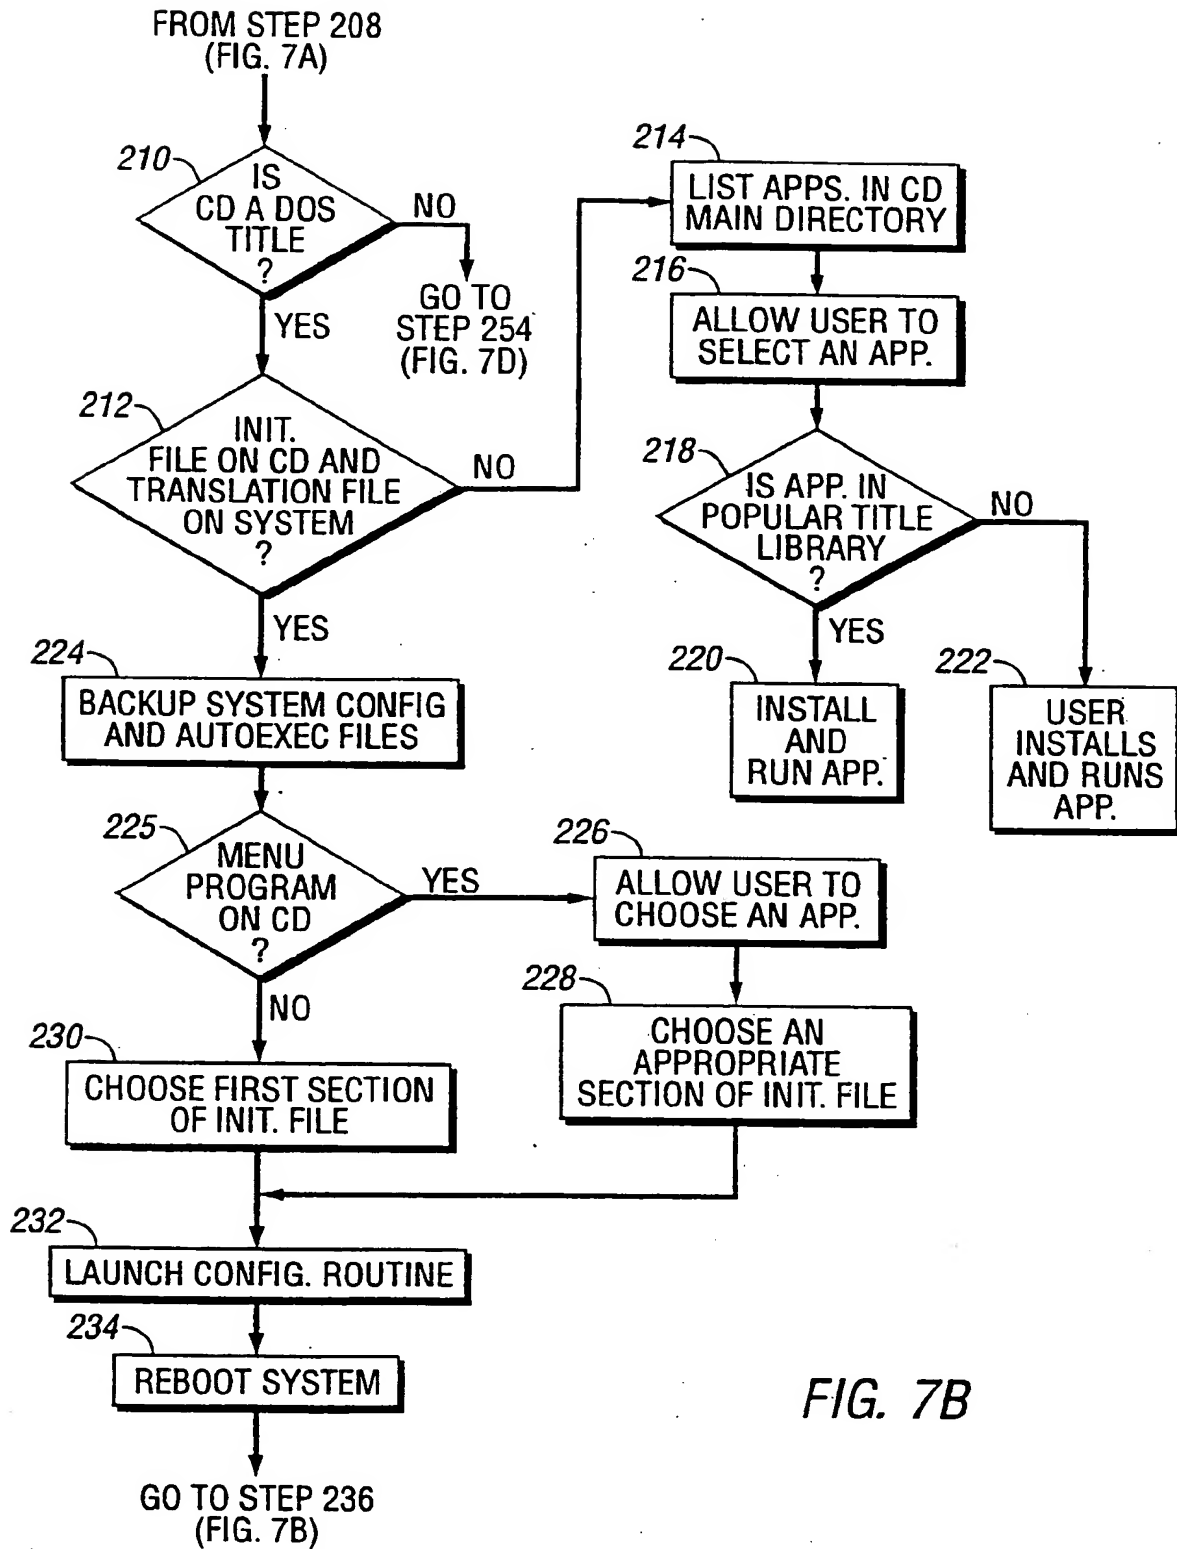 FROM STEP 208
(FIG. 7A)
210
IS
CD A DOS
TITLE
?
NO
GO TO
STEP 254
(FIG. 7D)
YES
212
INIT.
FILE ON CD AND
TRANSLATION FILE
ON SYSTEM
?
NO
YES
214
LIST APPS. IN CD
MAIN DIRECTORY
216
ALLOW USER TO
SELECT AN APP.
218
IS APP. IN
POPULAR TITLE
LIBRARY
?
NO
YES
220
INSTALL
AND
RUN APP.
222
USER
INSTALLS
AND RUNS
APP.
224
BACKUP SYSTEM CONFIG
AND AUTOEXEC FILES
225
MENU
PROGRAM
ON CD
?
YES
NO
226
ALLOW USER TO
CHOOSE AN APP.
228
CHOOSE AN
APPROPRIATE
SECTION OF INIT. FILE
230
CHOOSE FIRST SECTION
OF INIT. FILE
232
LAUNCH CONFIG. ROUTINE
234
REBOOT SYSTEM
GO TO STEP 236
(FIG. 7B)
FIG. 7B